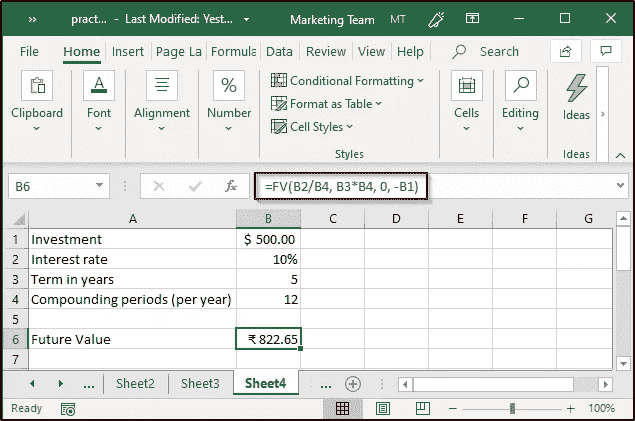 pract... - Last Modified: Yest... Marketing Team MT
File Home Insert Page La Formula Data Review View Help Search
Conditional Formatting
Format as Table
Cell Styles
Clipboard Font Alignment Number Cells Editing Ideas
Styles Ideas
B6 fx =FV(B2/B4, B3*B4, 0, -B1)
A B C D E F G
1 Investment $ 500.00
2 Interest rate 10%
3 Term in years 5
4 Compounding periods (per year) 12
5
6 Future Value ₹ 822.65
7
... Sheet2 Sheet3 Sheet4 ...
Ready 100%